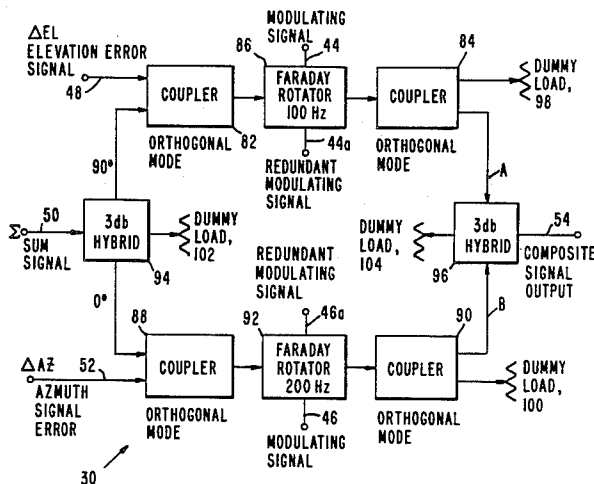 MODULATING
SIGNAL
ΔEL
ELEVATION ERROR
SIGNAL
48
86
44
84
COUPLER
FARADAY
ROTATOR
100 Hz
COUPLER
DUMMY
LOAD,
98
82
ORTHOGONAL
MODE
44a
REDUNDANT
MODULATING
SIGNAL
ORTHOGONAL
MODE
90°
A
Σ
50
SUM
SIGNAL
3db
HYBRID
94
DUMMY
LOAD,
102
DUMMY
LOAD,
104
3db
HYBRID
96
54
COMPOSITE
SIGNAL
OUTPUT
REDUNDANT
MODULATING
SIGNAL
0°
88
92
46a
90
B
COUPLER
FARADAY
ROTATOR
200 Hz
COUPLER
DUMMY
LOAD,
100
ΔAZ
52
AZIMUTH
SIGNAL
ERROR
ORTHOGONAL
MODE
46
MODULATING
SIGNAL
ORTHOGONAL
MODE
30